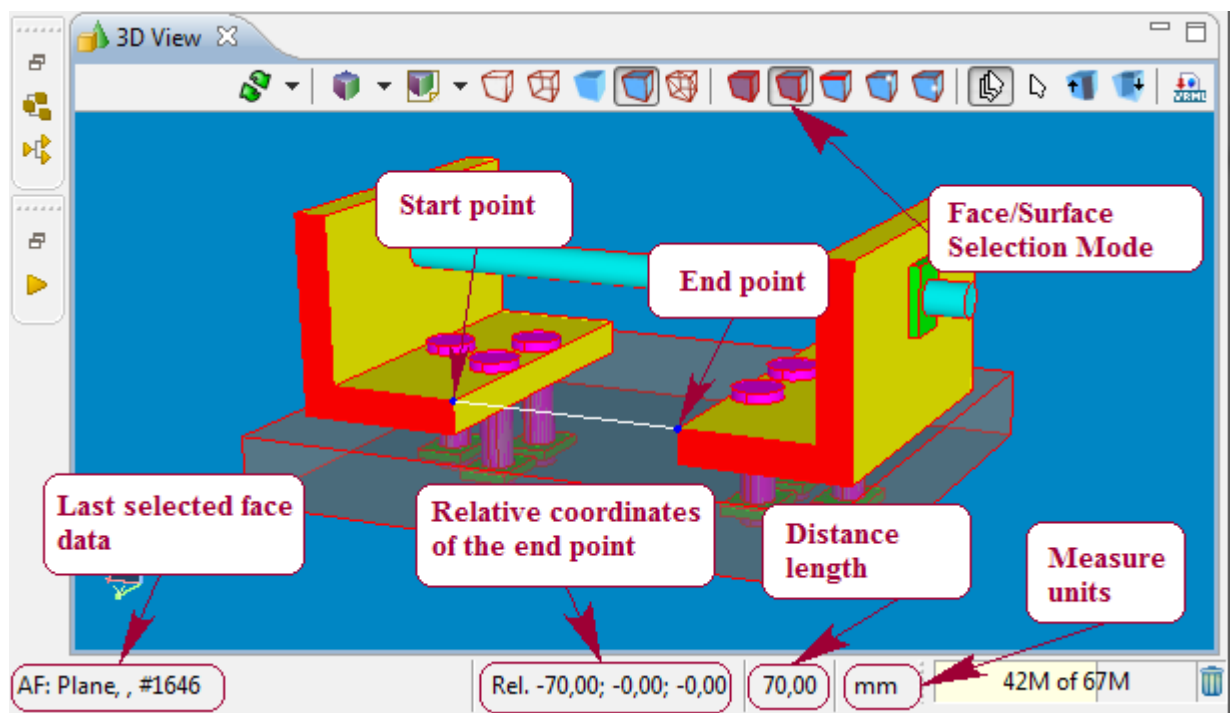 3D View
VRML
Start point
Face/Surface
Selection Mode
End point
Last selected face
data
Relative coordinates
of the end point
Distance
length
Measure
units
AF: Plane, , #1646
Rel. -70,00; -0,00; -0,00
70,00
mm
42M of 67M